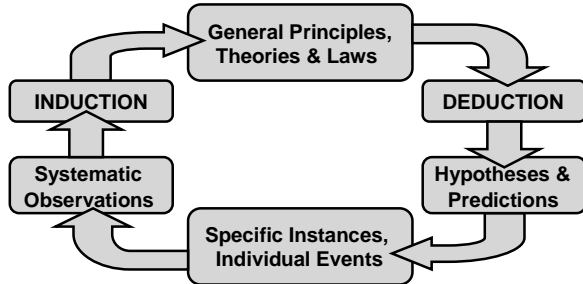 General Principles,
Theories & Laws
INDUCTION
DEDUCTION
Systematic
Observations
Hypotheses &
Predictions
Specific Instances,
Individual Events